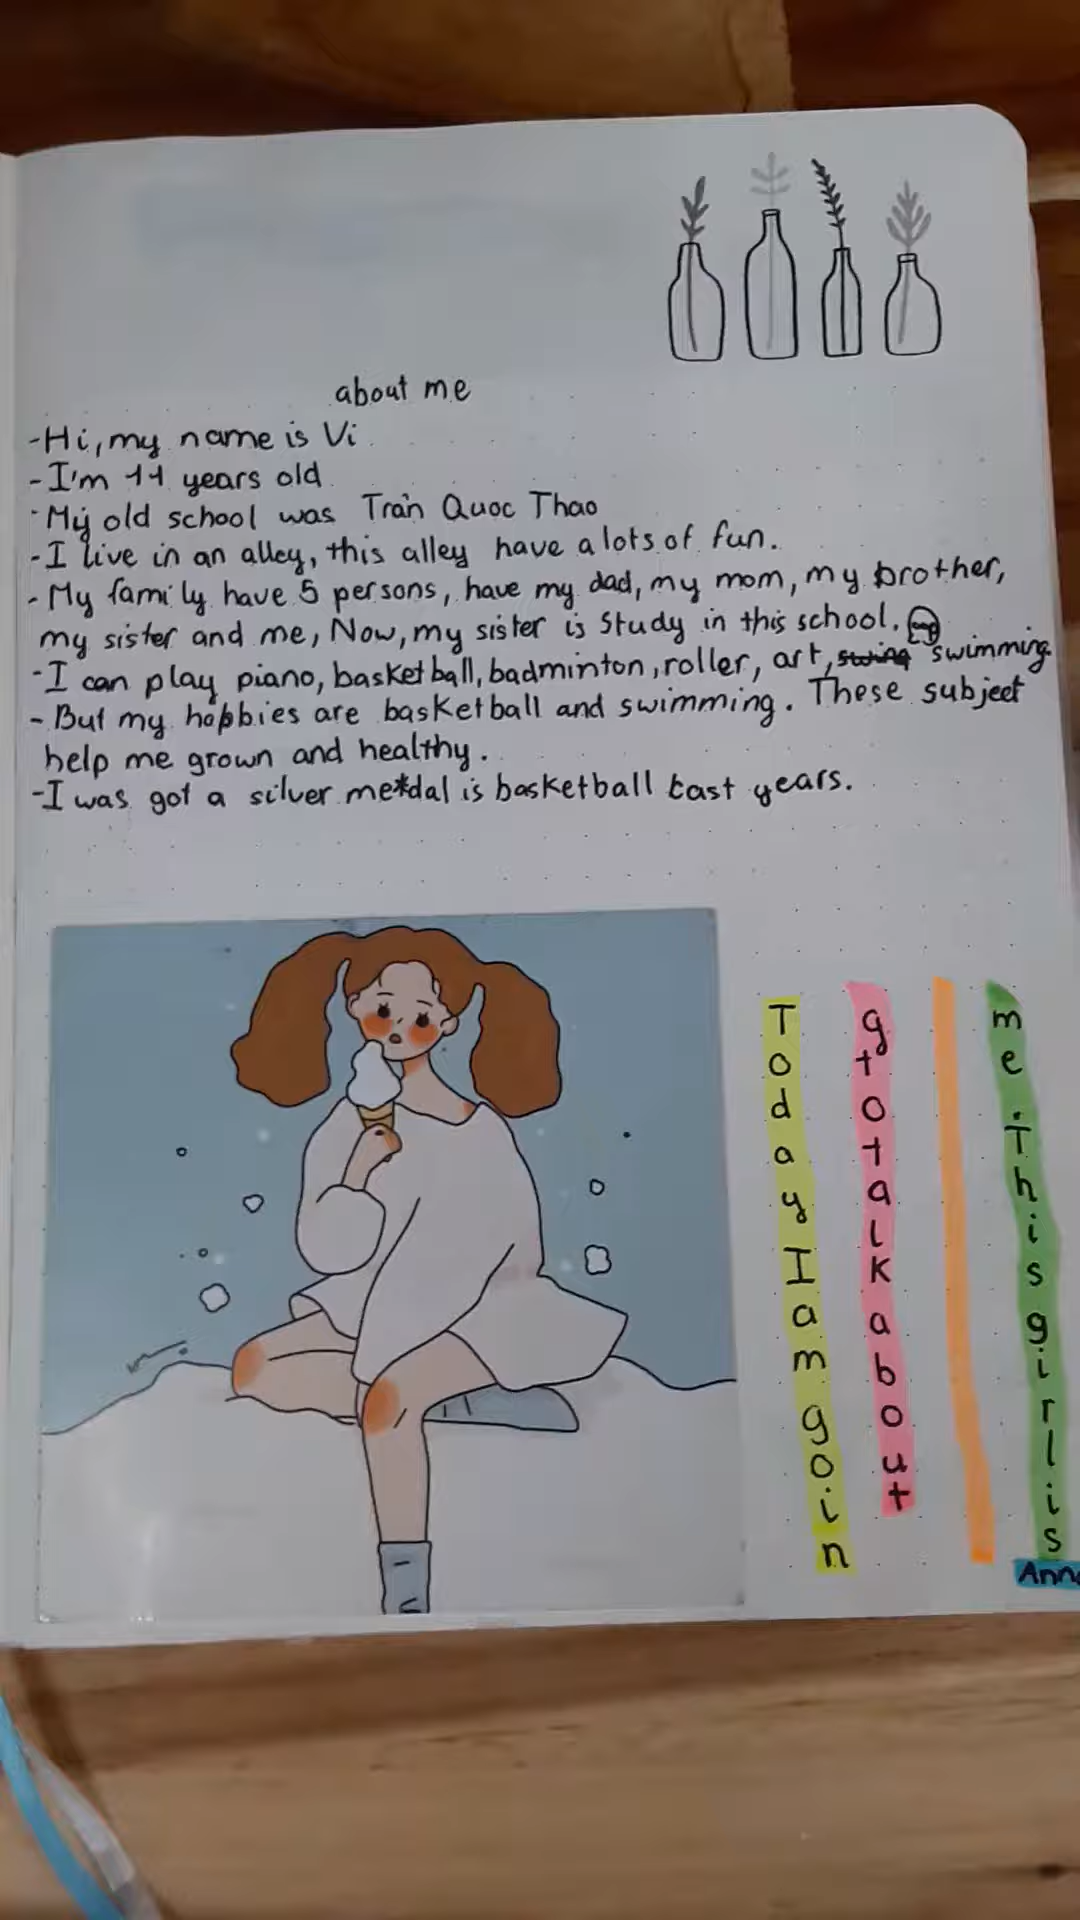 about me
-Hi, my name is Vi
-I'm 11 years old
-My old school was Trần Quoc Thao
-I live in an alley, this alley have a lots of fun.
-My family have 5 persons, have my dad, my mom, my brother,
my sister and me, Now, my sister is study in this school.
-I can play piano, basketball, badminton, roller, art, swimming
-But my hobbies are basketball and swimming. These subject
help me grown and healthy.
-I was got a silver me*dal is basketball tast years.
Today I am goin
g to talk about
me. This girl is
Anna